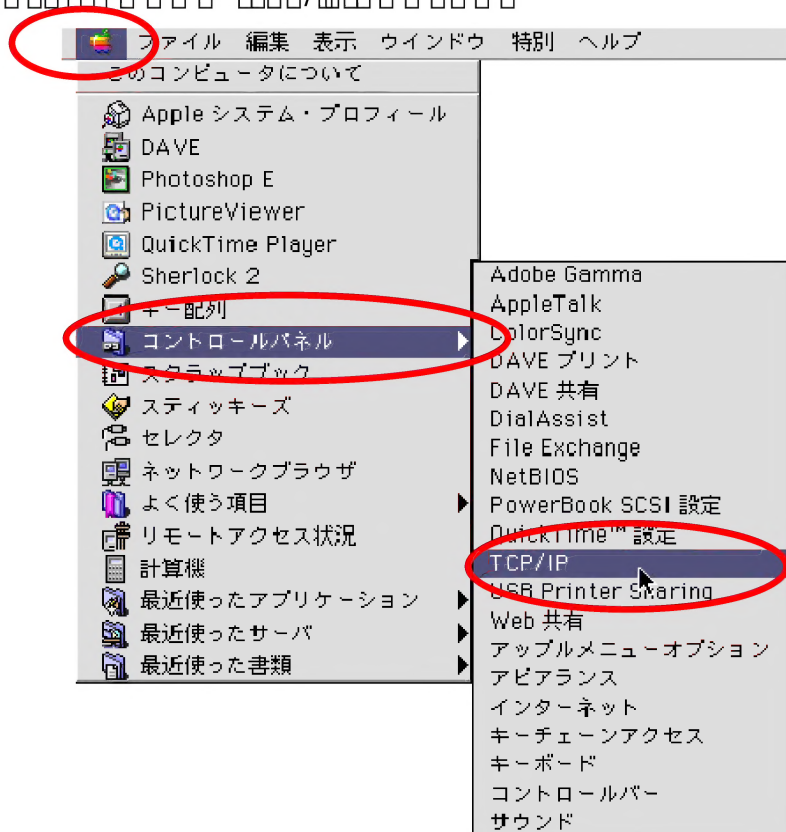 ファイル 編集 表示 ウインドウ 特別 ヘルプ
このコンピュータについて
Apple システム・プロフィール
DAVE
Photoshop E
PictureViewer
QuickTime Player
Sherlock 2
キー配列
コントロールパネル
スクラップブック
スティッキーズ
セレクタ
ネットワークブラウザ
よく使う項目
リモートアクセス状況
計算機
最近使ったアプリケーション
最近使ったサーバ
最近使った書類
Adobe Gamma
AppleTalk
ColorSync
DAVE プリント
DAVE 共有
DialAssist
File Exchange
NetBIOS
PowerBook SCSI 設定
QuickTime™ 設定
TCP/IP
USB Printer Sharing
Web 共有
アップルメニューオプション
アピアランス
インターネット
キーチェーンアクセス
キーボード
コントロールバー
サウンド